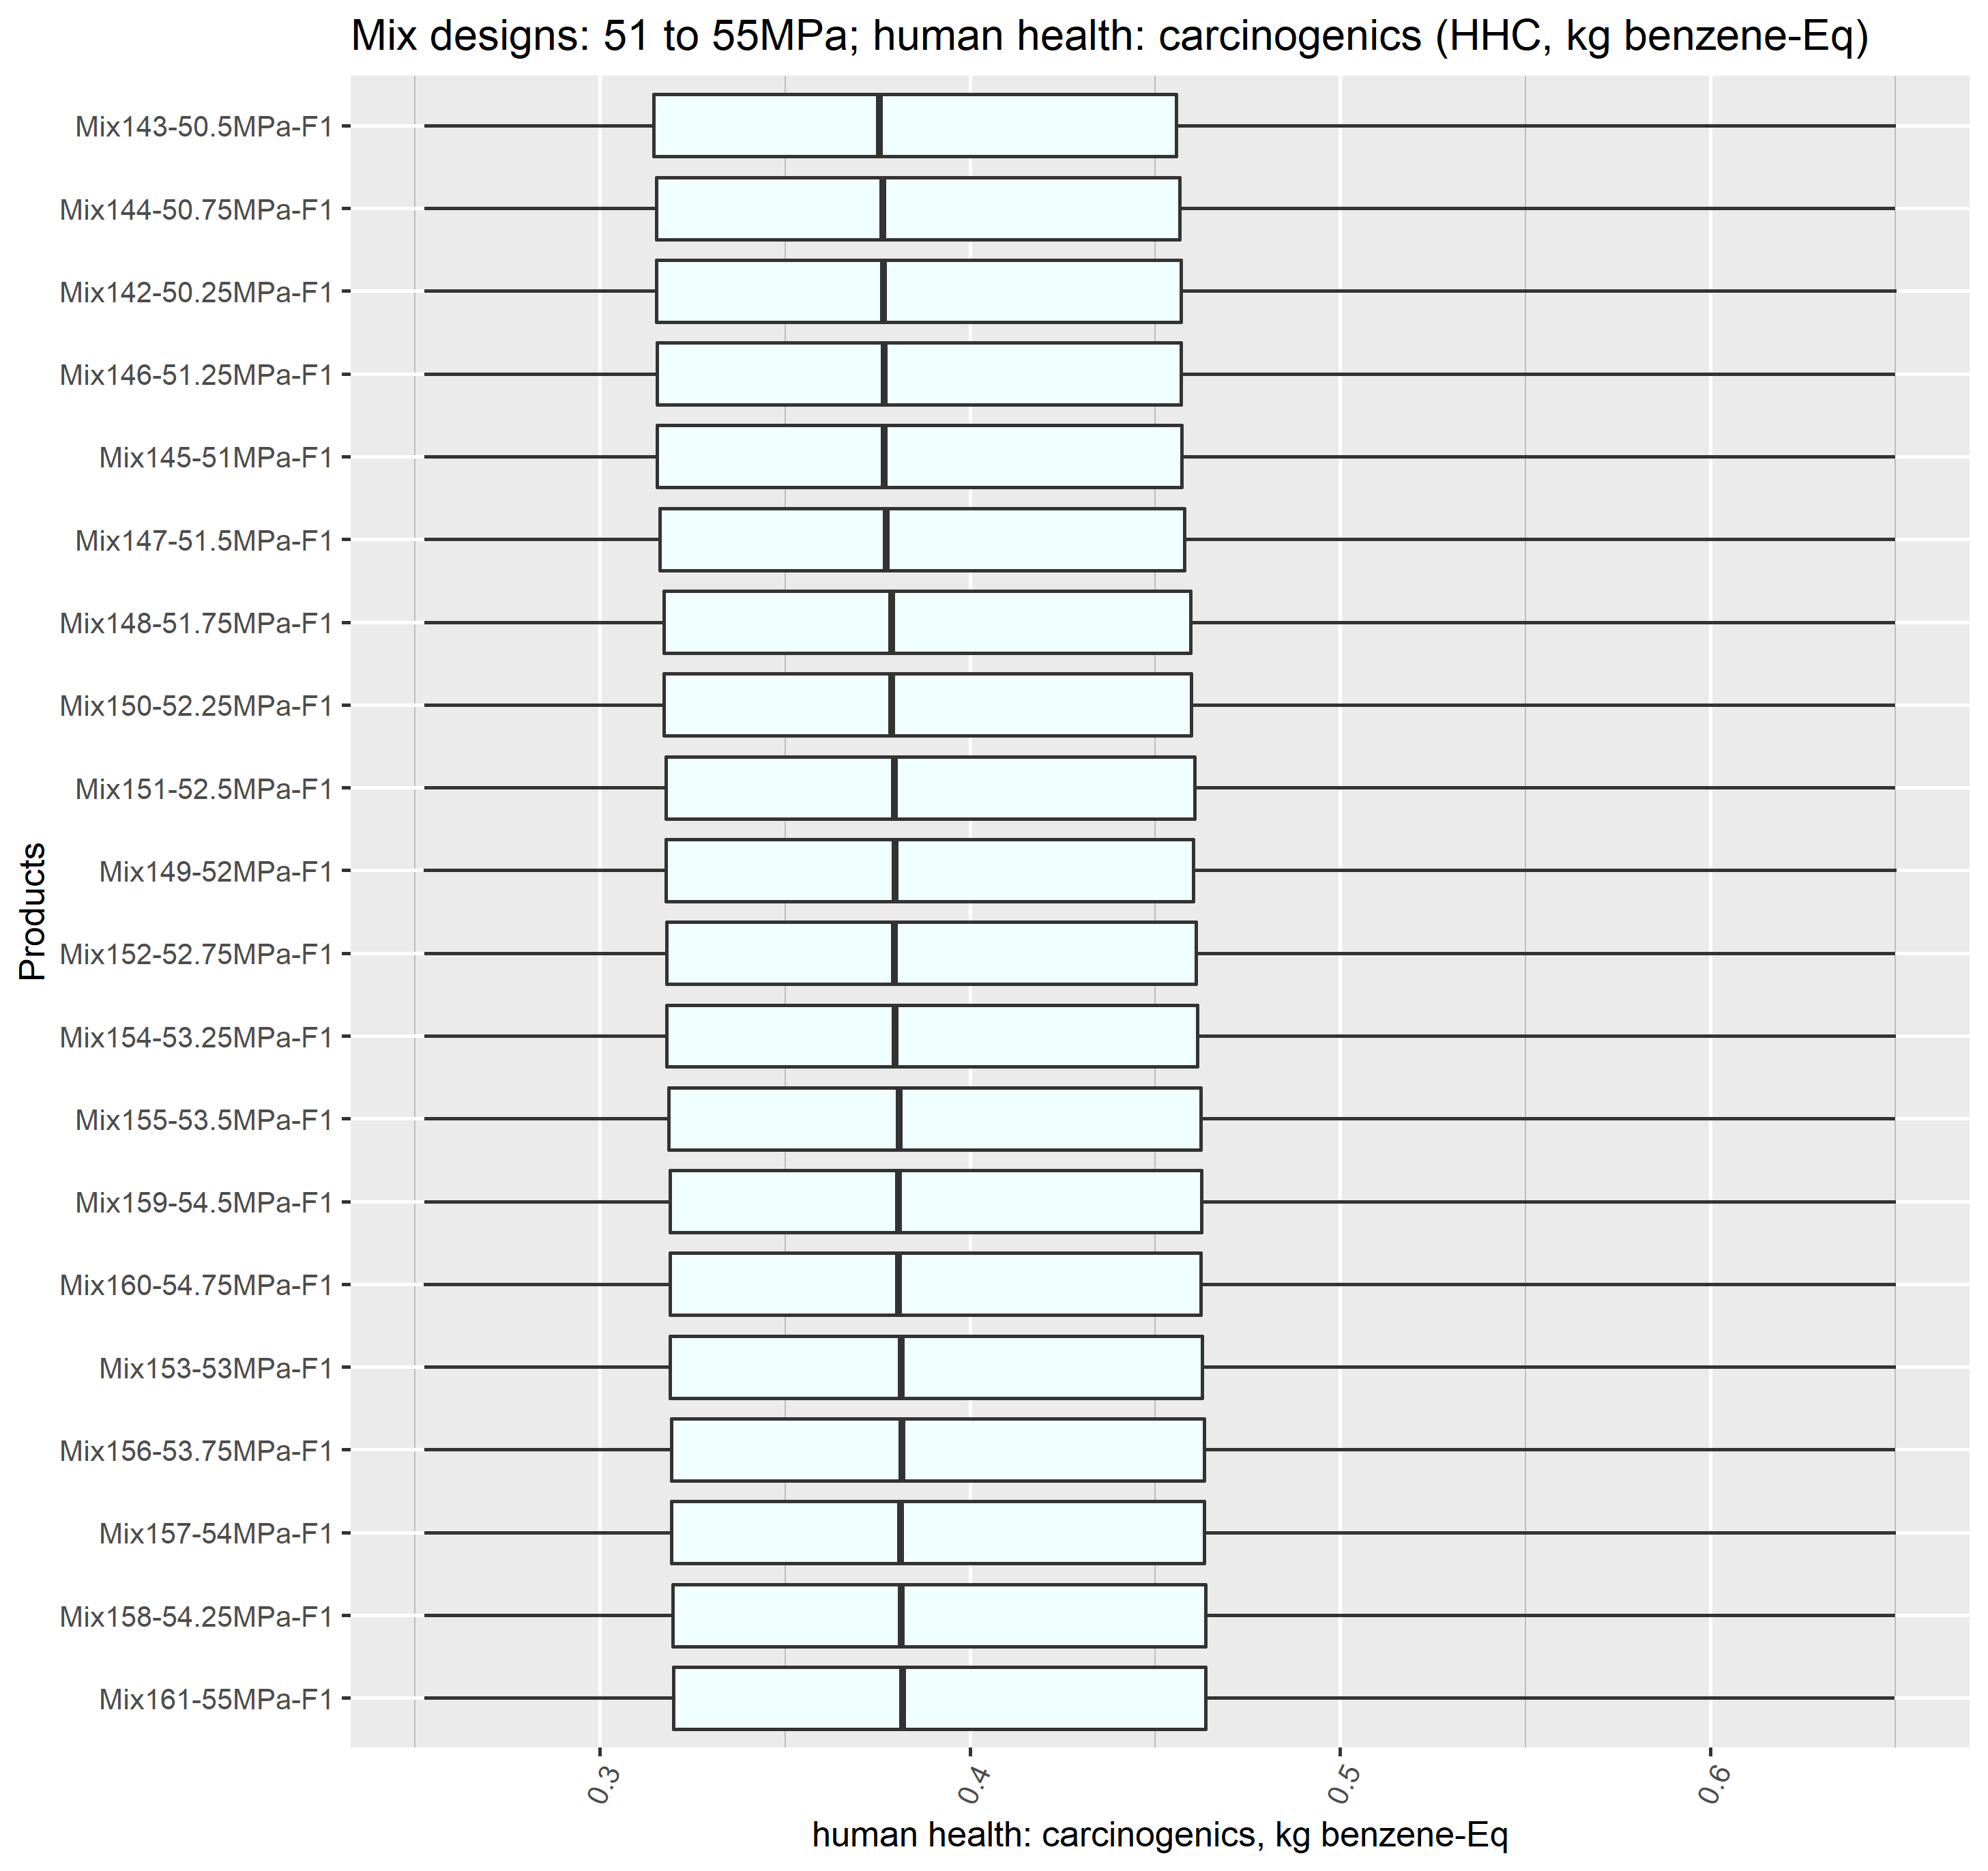 Mix designs: 51 to 55MPa; human health: carcinogenics (HHC, kg benzene-Eq)
Mix143-50.5MPa-F1
Mix144-50.75MPa-F1
Mix142-50.25MPa-F1
Mix146-51.25MPa-F1
Mix145-51MPa-F1
Mix147-51.5MPa-F1
Mix148-51.75MPa-F1
Mix150-52.25MPa-F1
Mix151-52.5MPa-F1
Mix149-52MPa-F1
Mix152-52.75MPa-F1
Mix154-53.25MPa-F1
Mix155-53.5MPa-F1
Mix159-54.5MPa-F1
Mix160-54.75MPa-F1
Mix153-53MPa-F1
Mix156-53.75MPa-F1
Mix157-54MPa-F1
Mix158-54.25MPa-F1
Mix161-55MPa-F1
Products
0.3
0.4
0.5
0.6
human health: carcinogenics, kg benzene-Eq